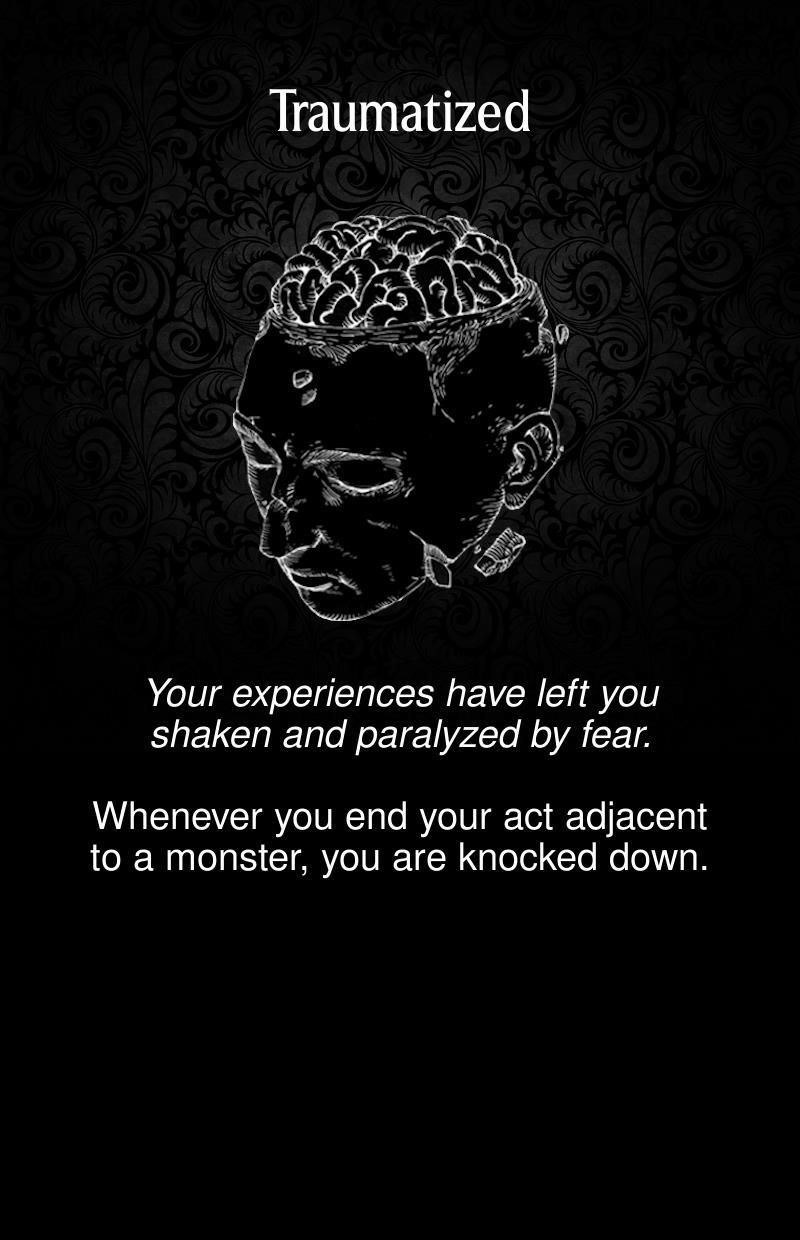 Traumatized
Your experiences have left you
shaken and paralyzed by fear.
Whenever you end your act adjacent
to a monster, you are knocked down.